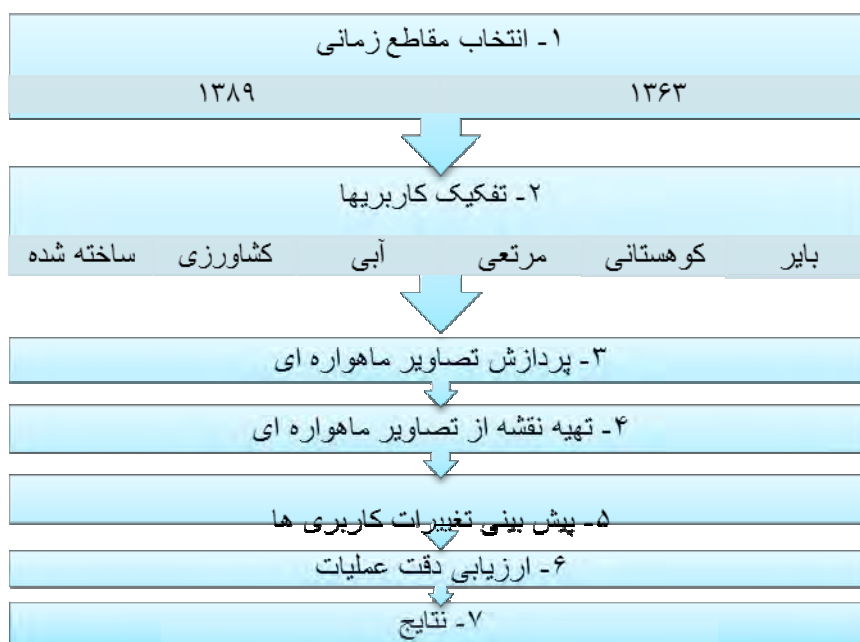 ۱- انتخاب مقاطع زمانی
۱۳۶۳ ۱۳۸۹
۲- تفکیک کاربریها
بایر کوهستانی مرتعی آبی کشاورزی ساخته شده
۳- پردازش تصاویر ماهواره ای
۴- تهیه نقشه از تصاویر ماهواره ای
۵- پیش بینی تغییرات کاربری ها
۶- ارزیابی دقت عملیات
۷- نتایج